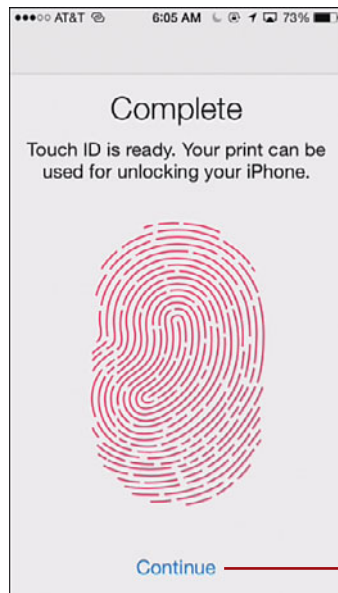 ●●●○○ AT&T 6:05 AM 73%
Complete
Touch ID is ready. Your print can be
used for unlocking your iPhone.
Continue